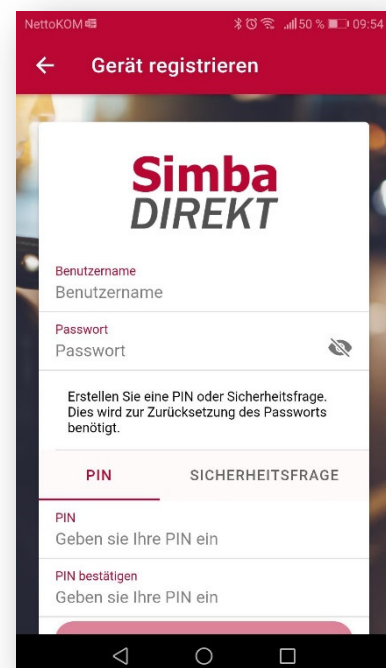 NettoKOM 50 % 09:54
Gerät registrieren
Simba
DIREKT
Benutzername
Benutzername
Passwort
Passwort
Erstellen Sie eine PIN oder Sicherheitsfrage.
Dies wird zur Zurücksetzung des Passworts
benötigt.
PIN SICHERHEITSFRAGE
PIN
Geben sie Ihre PIN ein
PIN bestätigen
Geben sie Ihre PIN ein